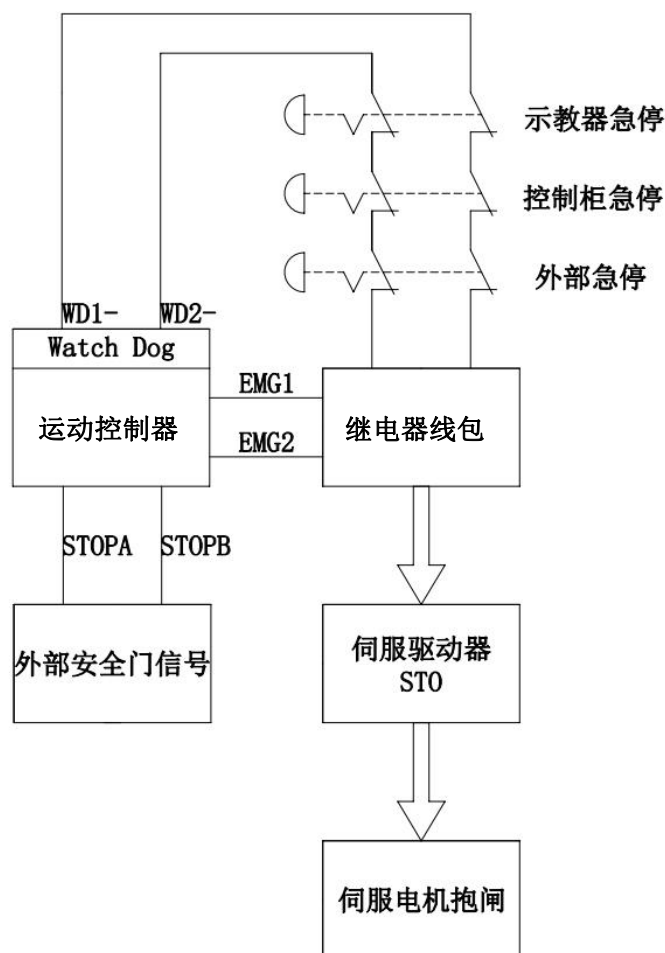 示教器急停
控制柜急停
外部急停
WD1- WD2-
Watch Dog
运动控制器
EMG1
EMG2
继电器线包
STOPA STOPB
外部安全门信号
伺服驱动器
STO
伺服电机抱闸